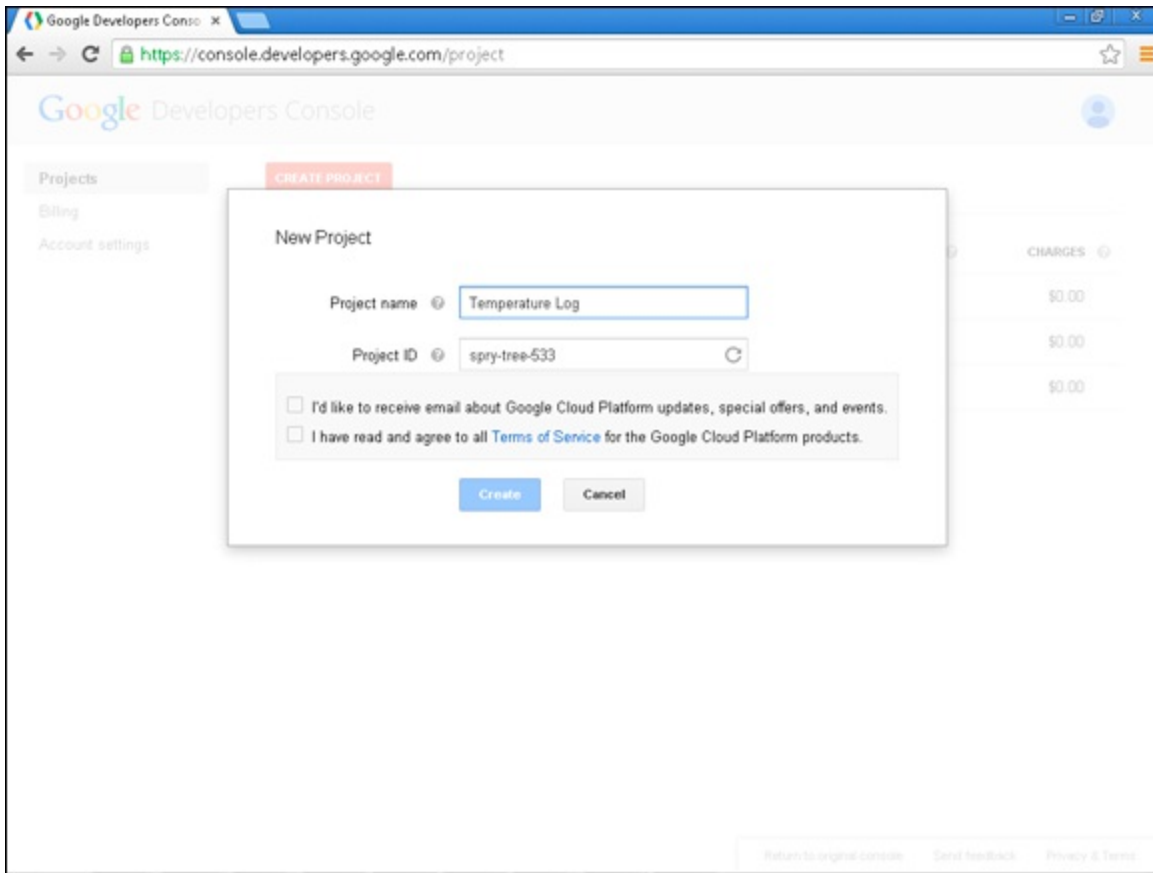 Google Developers Conso
https://console.developers.google.com/project
Google Developers Console
Projects
Billing
Account settings
CREATE PROJECT
CHARGES
$0.00
$0.00
$0.00
New Project
Project name
Temperature Log
Project ID
spry-tree-533
I'd like to receive email about Google Cloud Platform updates, special offers, and events.
I have read and agree to all Terms of Service for the Google Cloud Platform products.
Create
Cancel
Return to original console
Send feedback
Privacy & Terms